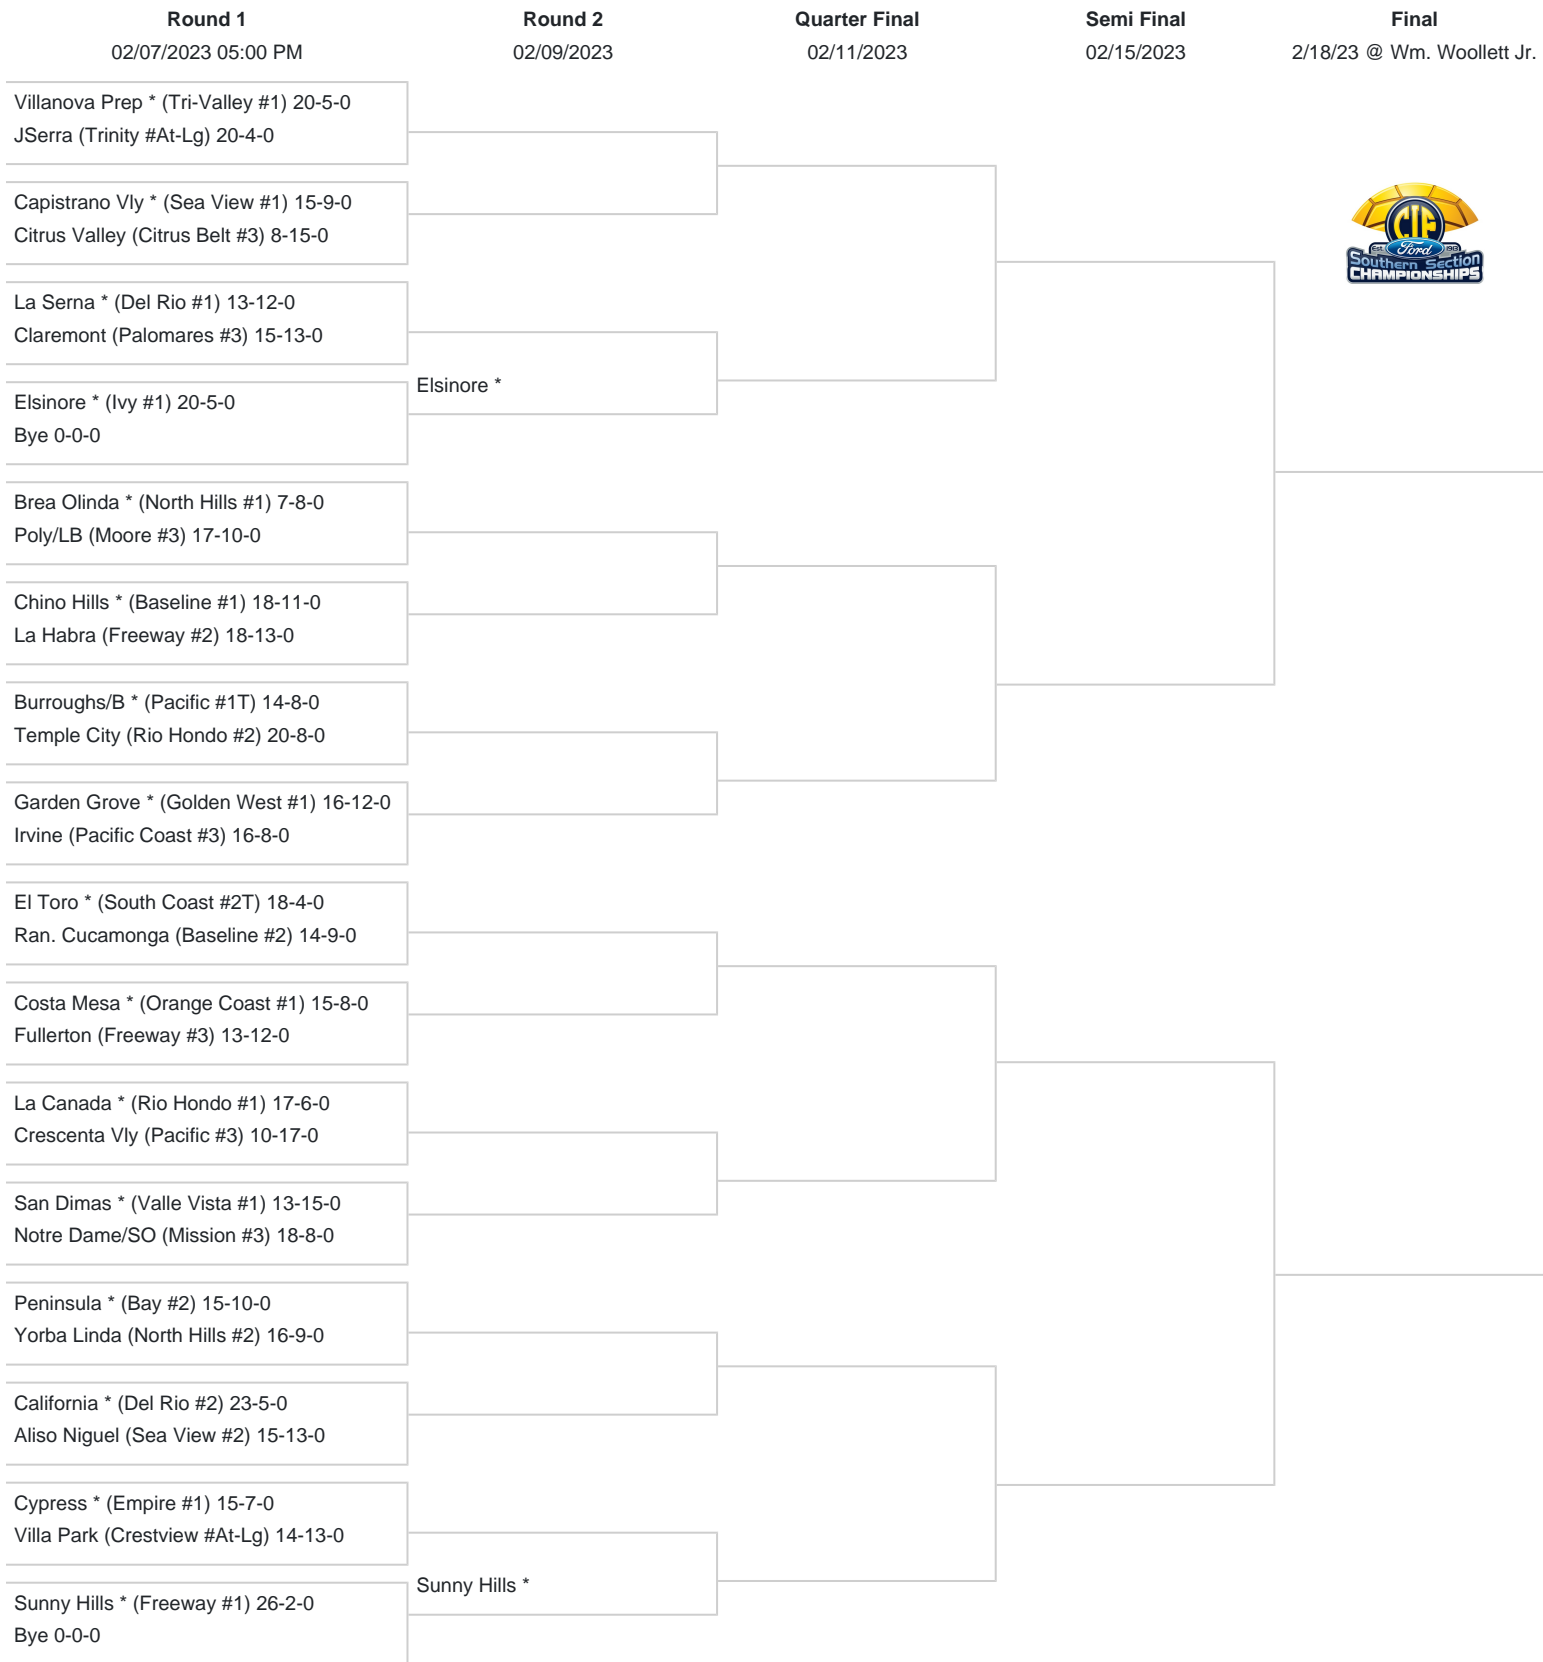 Round 1
Round 2
Quarter Final
Semi Final
Final
02/07/2023 05:00 PM
02/09/2023
02/11/2023
02/15/2023
2/18/23 @ Wm. Woollett Jr.
Villanova Prep * (Tri-Valley #1) 20-5-0
JSerra (Trinity #At-Lg) 20-4-0
Capistrano Vly * (Sea View #1) 15-9-0
Citrus Valley (Citrus Belt #3) 8-15-0
CIF
Ford
Southern Section
CHAMPIONSHIPS
La Serna * (Del Rio #1) 13-12-0
Claremont (Palomares #3) 15-13-0
Elsinore *
Elsinore * (Ivy #1) 20-5-0
Bye 0-0-0
Brea Olinda * (North Hills #1) 7-8-0
Poly/LB (Moore #3) 17-10-0
Chino Hills * (Baseline #1) 18-11-0
La Habra (Freeway #2) 18-13-0
Burroughs/B * (Pacific #1T) 14-8-0
Temple City (Rio Hondo #2) 20-8-0
Garden Grove * (Golden West #1) 16-12-0
Irvine (Pacific Coast #3) 16-8-0
El Toro * (South Coast #2T) 18-4-0
Ran. Cucamonga (Baseline #2) 14-9-0
Costa Mesa * (Orange Coast #1) 15-8-0
Fullerton (Freeway #3) 13-12-0
La Canada * (Rio Hondo #1) 17-6-0
Crescenta Vly (Pacific #3) 10-17-0
San Dimas * (Valle Vista #1) 13-15-0
Notre Dame/SO (Mission #3) 18-8-0
Peninsula * (Bay #2) 15-10-0
Yorba Linda (North Hills #2) 16-9-0
California * (Del Rio #2) 23-5-0
Aliso Niguel (Sea View #2) 15-13-0
Cypress * (Empire #1) 15-7-0
Villa Park (Crestview #At-Lg) 14-13-0
Sunny Hills *
Sunny Hills * (Freeway #1) 26-2-0
Bye 0-0-0